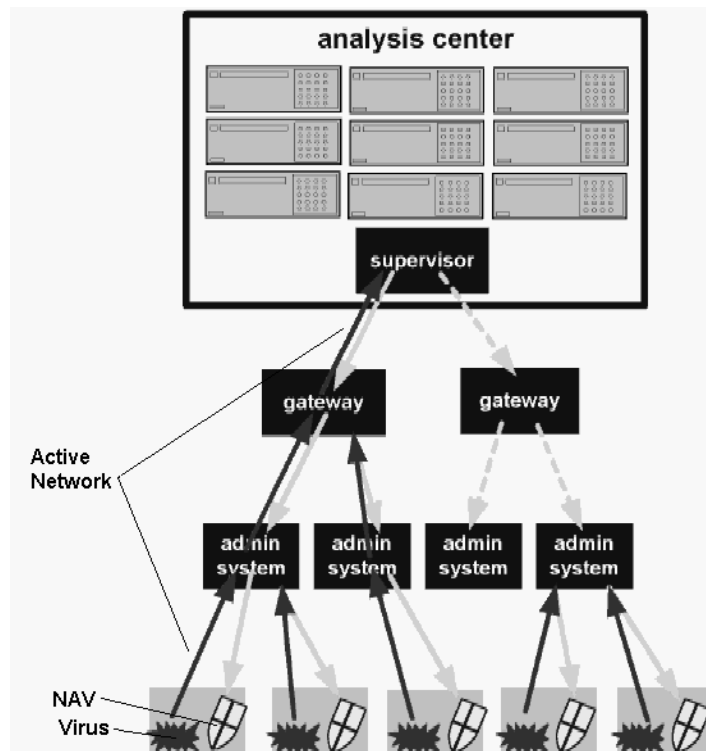 analysis center
supervisor
gateway
gateway
Active
Network
admin
system
admin
system
admin
system
admin
system
NAV
Virus